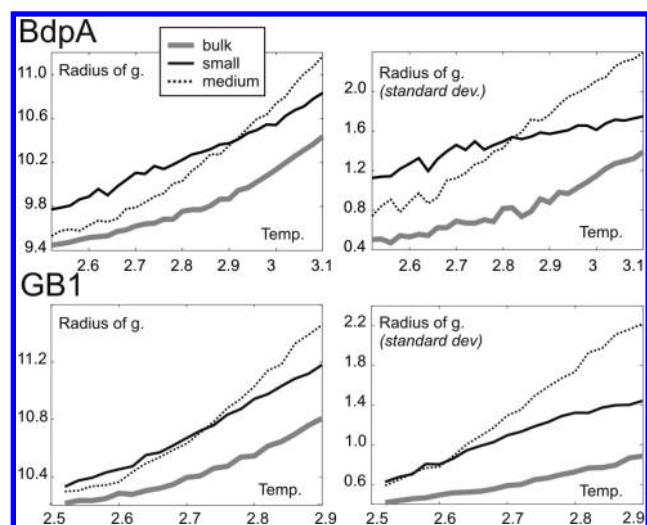 BdpA
bulk
small
medium
Radius of g.
11.0
10.6
10.2
9.4
Temp.
2.6 2.7 2.8 2.9 3 3.1
Radius of g.
(standard dev.)
2.0
1.6
1.2
0.8
0.4
Temp.
2.6 2.7 2.8 2.9 3 3.1
GB1
Radius of g.
11.2
10.8
10.4
Temp.
2.5 2.6 2.7 2.8 2.9
Radius of g.
(standard dev)
2.2
1.4
1.0
0.6
Temp.
2.5 2.6 2.7 2.8 2.9